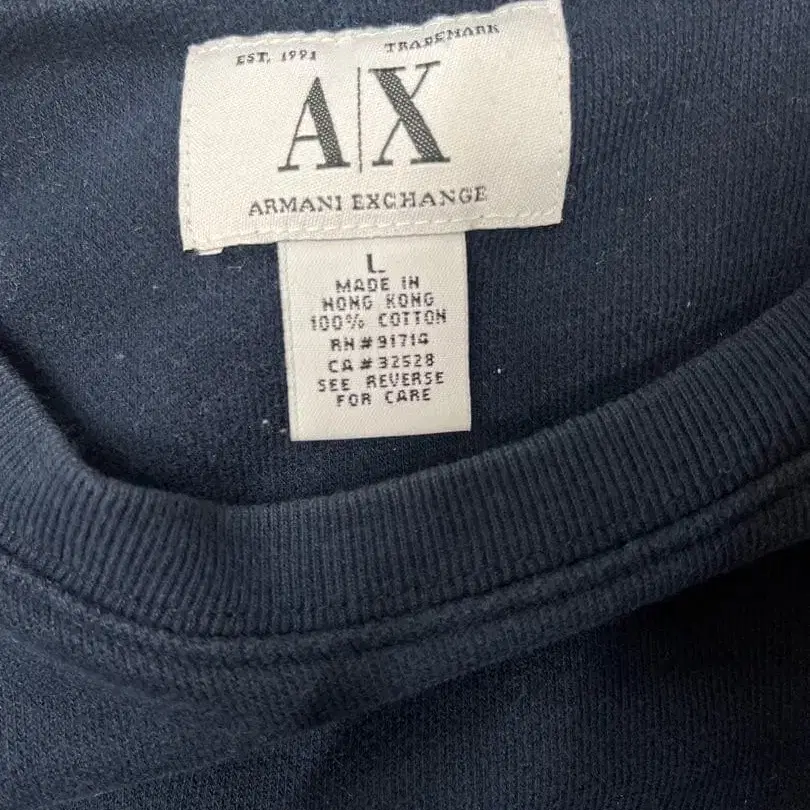 EST. 1991 TRADEMARK
A|X
ARMANI EXCHANGE
L
MADE IN
HONG KONG
100% COTTON
RN#91714
CA#32528
SEE REVERSE
FOR CARE